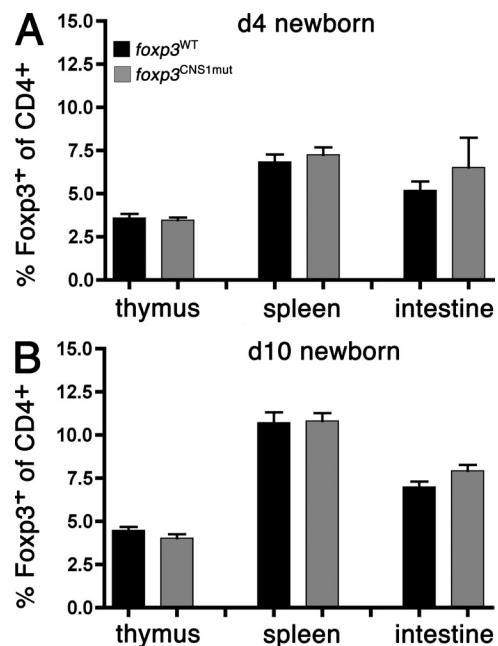 A
d4 newborn
% Foxp3⁺ of CD4⁺
15.0
12.5
10.0
7.5
5.0
2.5
0.0
foxp3ᵂᵀ
foxp3ᶜᴺˢ¹ᵐᵘᵗ
thymus spleen intestine
B
d10 newborn
% Foxp3⁺ of CD4⁺
15.0
12.5
10.0
7.5
5.0
2.5
0.0
thymus spleen intestine